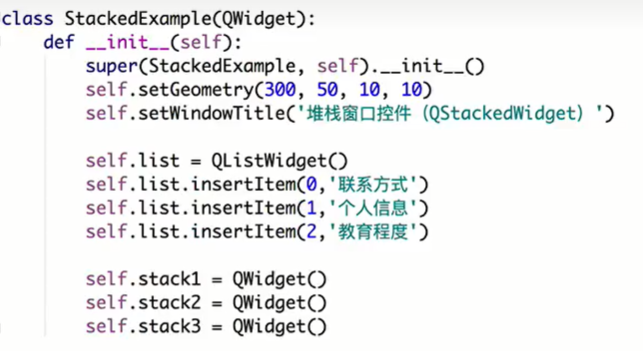 class StackedExample(QWidget):
    def __init__(self):
        super(StackedExample, self).__init__()
        self.setGeometry(300, 50, 10, 10)
        self.setWindowTitle('堆栈窗口控件（QStackedWidget）')

        self.list = QListWidget()
        self.list.insertItem(0,'联系方式')
        self.list.insertItem(1,'个人信息')
        self.list.insertItem(2,'教育程度')

        self.stack1 = QWidget()
        self.stack2 = QWidget()
        self.stack3 = QWidget()